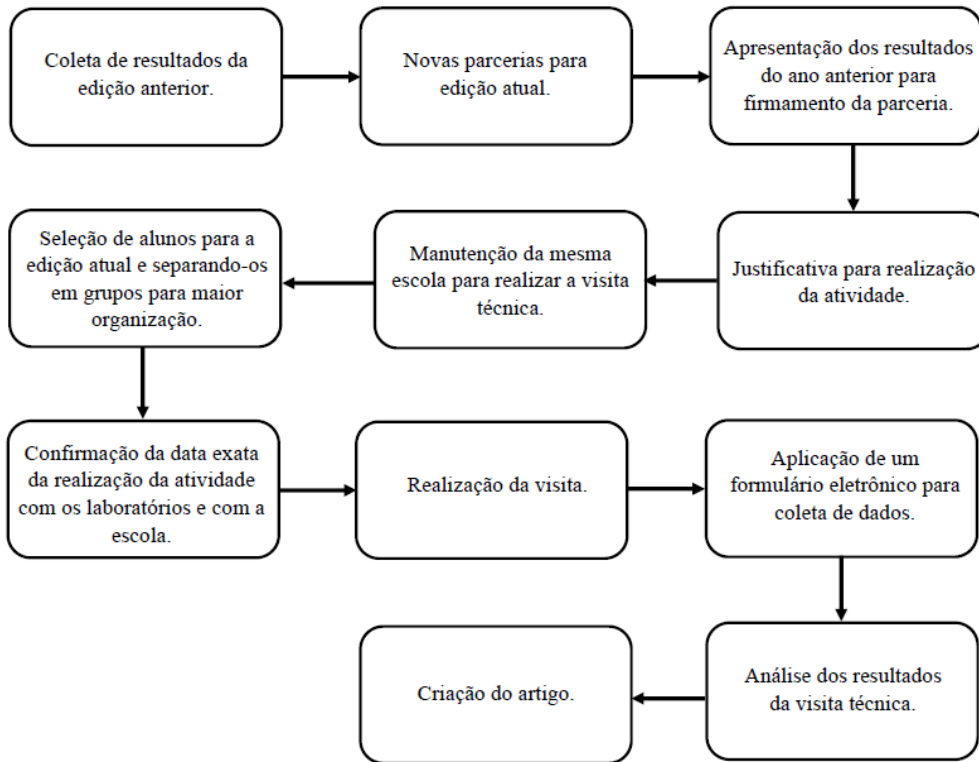 Coleta de resultados da
edição anterior.
Novas parcerias para
edição atual.
Apresentação dos resultados
do ano anterior para
firmamento da parceria.
Justificativa para realização
da atividade.
Manutenção da mesma
escola para realizar a visita
técnica.
Seleção de alunos para a
edição atual e separando-os
em grupos para maior
organização.
Confirmação da data exata
da realização da atividade
com os laboratórios e com a
escola.
Realização da visita.
Aplicação de um
formulário eletrônico para
coleta de dados.
Análise dos resultados
da visita técnica.
Criação do artigo.